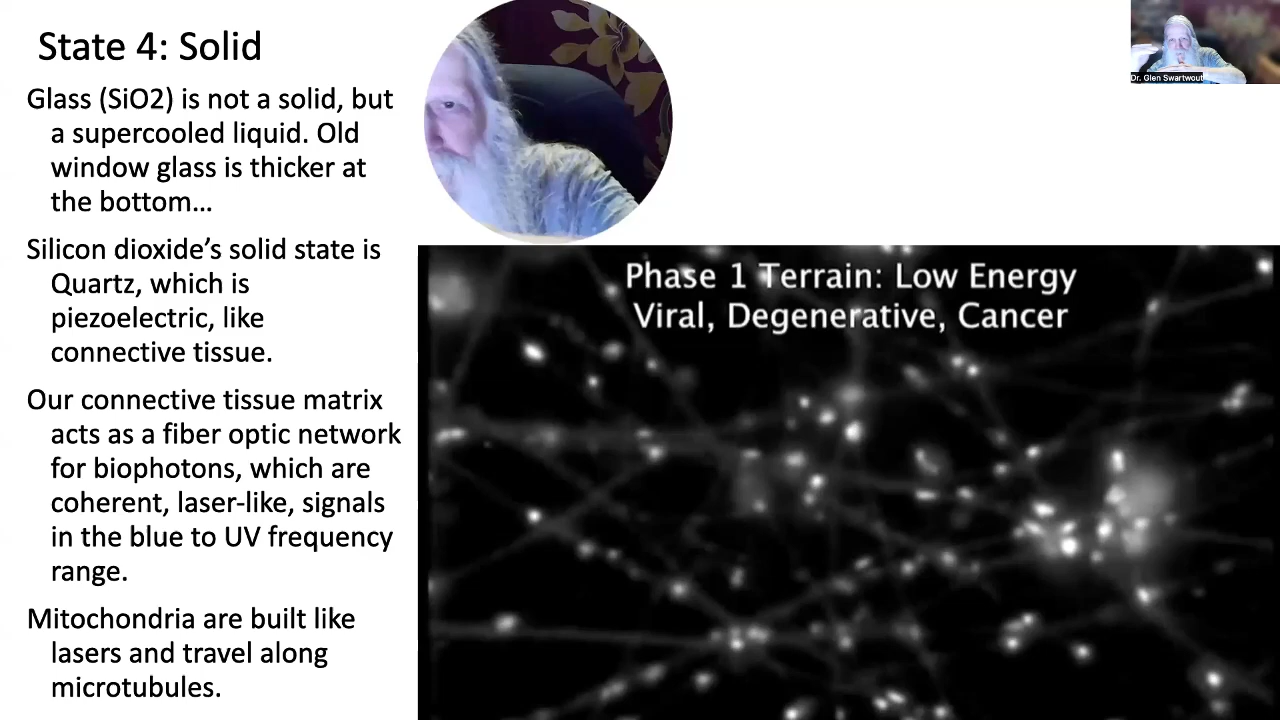 State 4: Solid
Glass (SiO2) is not a solid, but
a supercooled liquid. Old
window glass is thicker at
the bottom…
Silicon dioxide’s solid state is
Quartz, which is
piezoelectric, like
connective tissue.
Our connective tissue matrix
acts as a fiber optic network
for biophotons, which are
coherent, laser-like, signals
in the blue to UV frequency
range.
Mitochondria are built like
lasers and travel along
microtubules.
Phase 1 Terrain: Low Energy
Viral, Degenerative, Cancer
Dr. Glen Swartwout